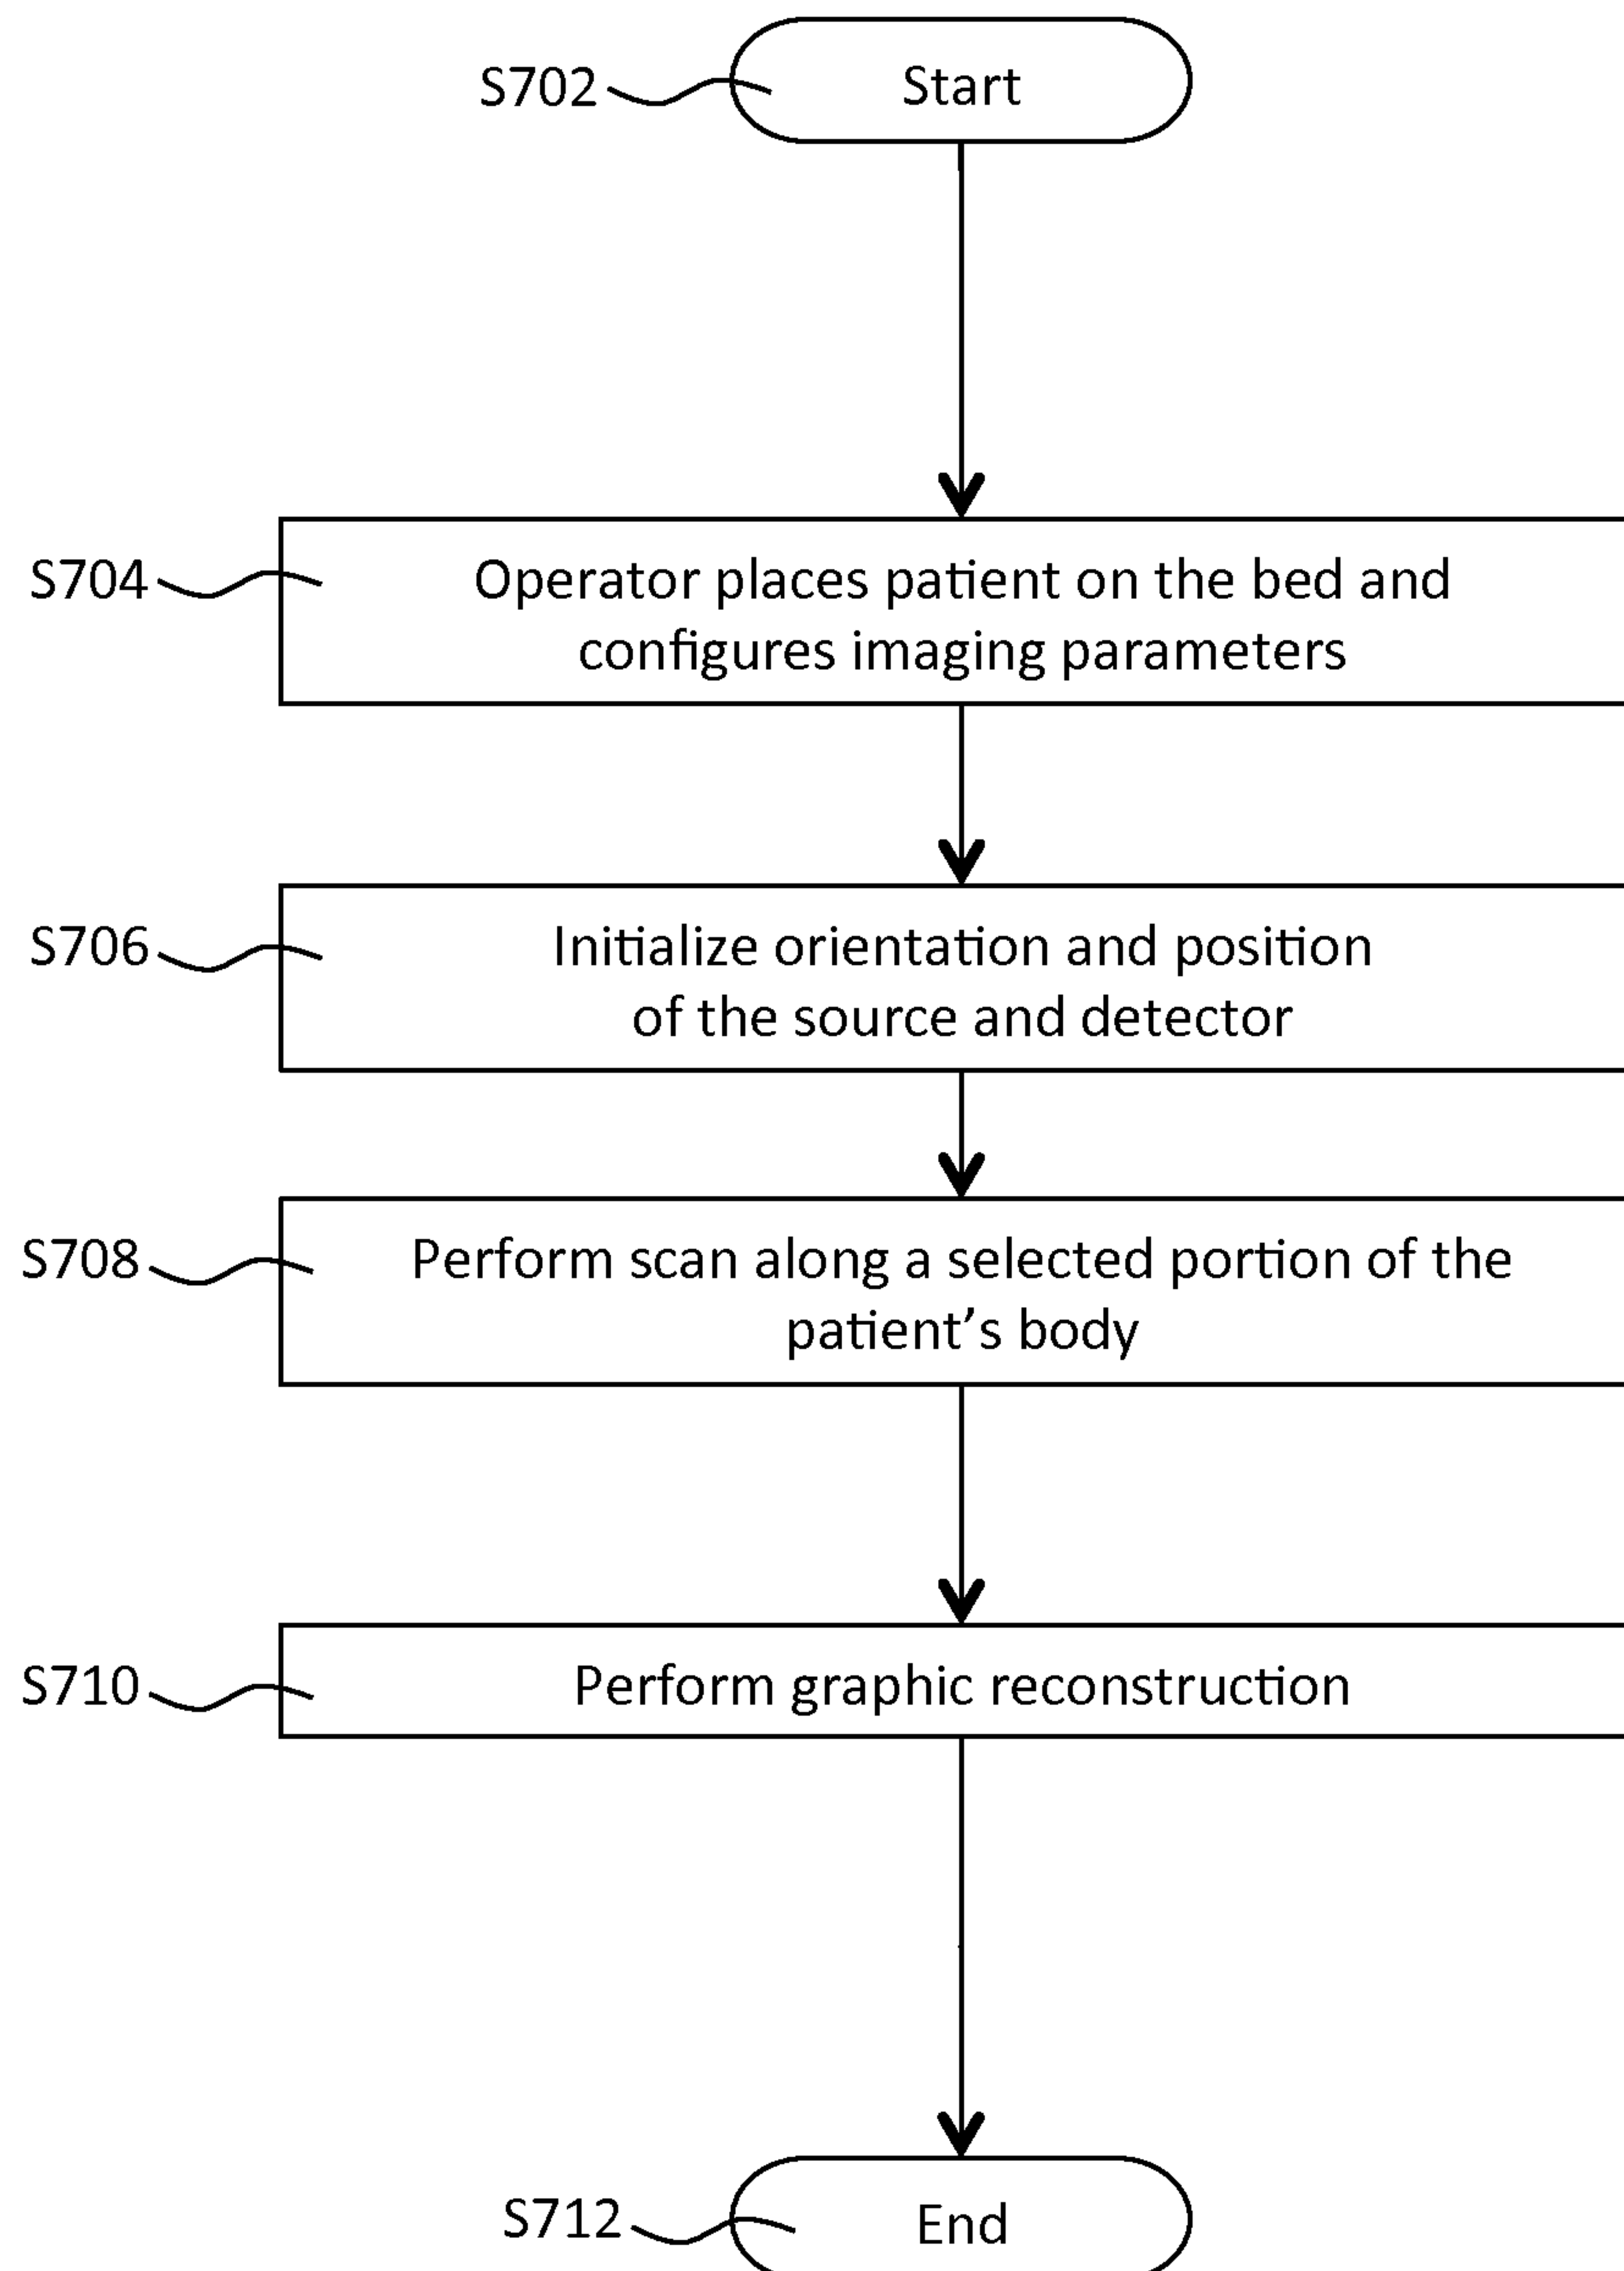 S702
Start
S704
Operator places patient on the bed and
configures imaging parameters
S706
Initialize orientation and position
of the source and detector
S708
Perform scan along a selected portion of the
patient’s body
S710
Perform graphic reconstruction
S712
End